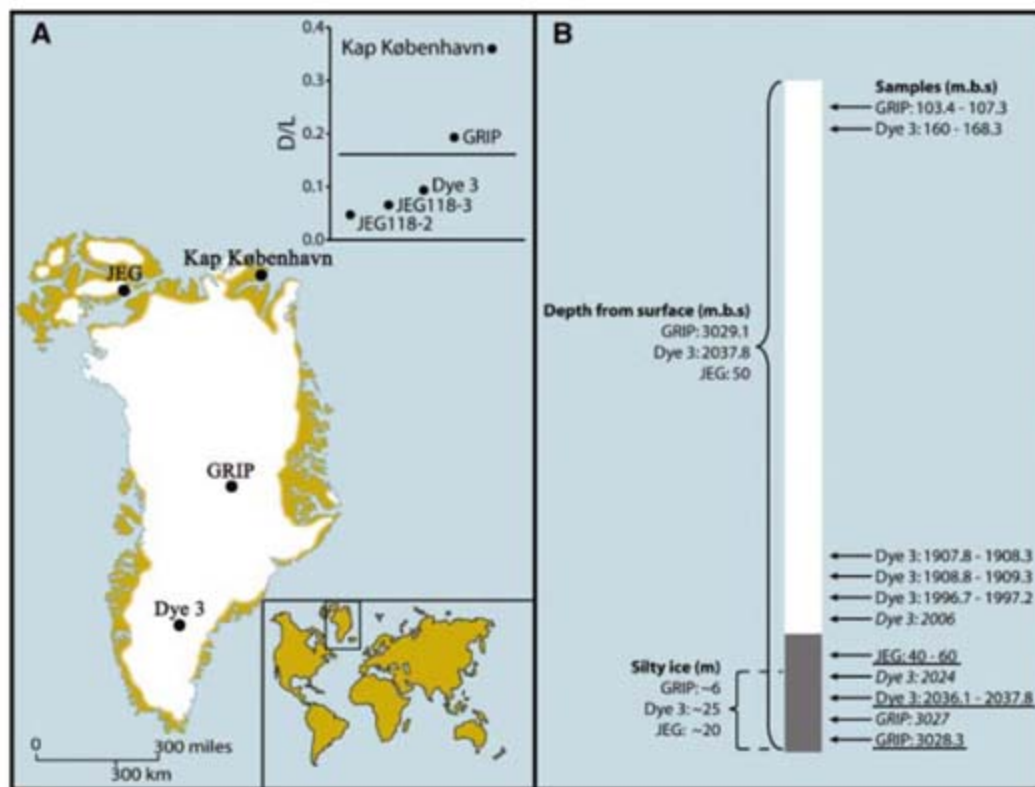 A
0.4
0.3
0.2
0.1
0.0
D/L
Kap København
GRIP
Dye 3
JEG118-3
JEG118-2
JEG
Kap København
GRIP
Dye 3
0
300 miles
300 km
B
Samples (m.b.s)
GRIP: 103.4 - 107.3
Dye 3: 160 - 168.3
Depth from surface (m.b.s)
GRIP: 3029.1
Dye 3: 2037.8
JEG: 50
Dye 3: 1907.8 - 1908.3
Dye 3: 1908.8 - 1909.3
Dye 3: 1996.7 - 1997.2
Dye 3: 2006
Silty ice (m)
GRIP: ~6
Dye 3: ~25
JEG: ~20
JEG: 40 - 60
Dye 3: 2024
Dye 3: 2036.1 - 2037.8
GRIP: 3027
GRIP: 3028.3